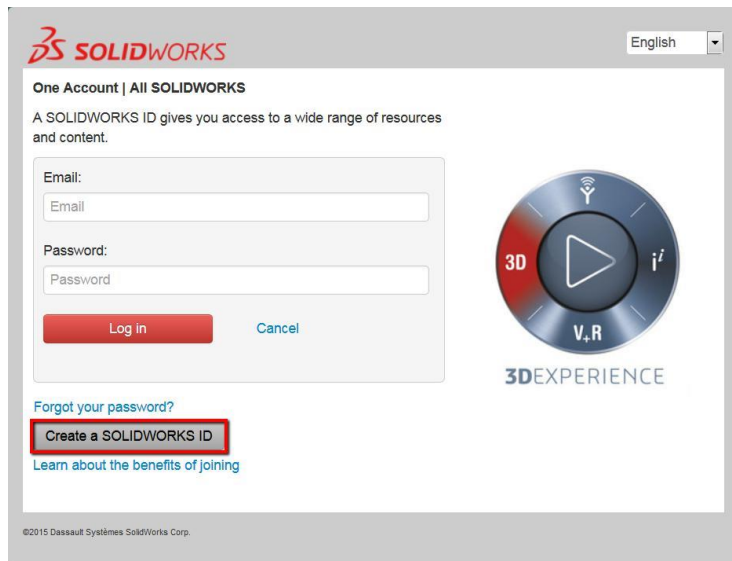 3DS SOLIDWORKS
English
One Account | All SOLIDWORKS
A SOLIDWORKS ID gives you access to a wide range of resources
and content.
Email:
Email
Password:
Password
Log in
Cancel
3D
i i
V+R
3DEXPERIENCE
Forgot your password?
Create a SOLIDWORKS ID
Learn about the benefits of joining
©2015 Dassault Systèmes SolidWorks Corp.